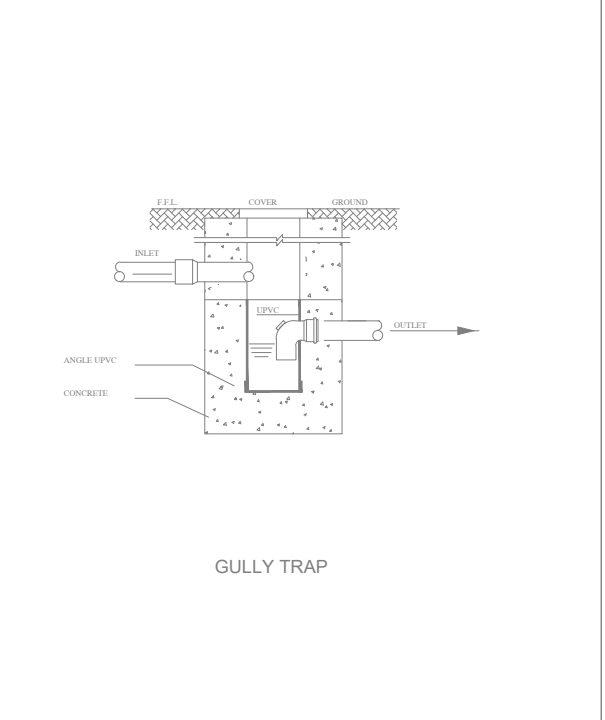 F.F.L.
COVER
GROUND
INLET
UPVC
OUTLET
ANGLE UPVC
CONCRETE
GULLY TRAP